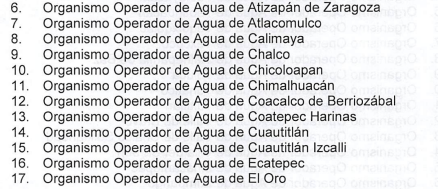 6. Organismo Operador de Agua de Atizapán de Zaragoza
7. Organismo Operador de Agua de Atlacomulco
8. Organismo Operador de Agua de Calimaya
9. Organismo Operador de Agua de Chalco
10. Organismo Operador de Agua de Chicoloapan
11. Organismo Operador de Agua de Chimalhuacán
12. Organismo Operador de Agua de Coacalco de Berriozábal
13. Organismo Operador de Agua de Coatepec Harinas
14. Organismo Operador de Agua de Cuautitlán
15. Organismo Operador de Agua de Cuautitlán Izcalli
16. Organismo Operador de Agua de Ecatepec
17. Organismo Operador de Agua de El Oro